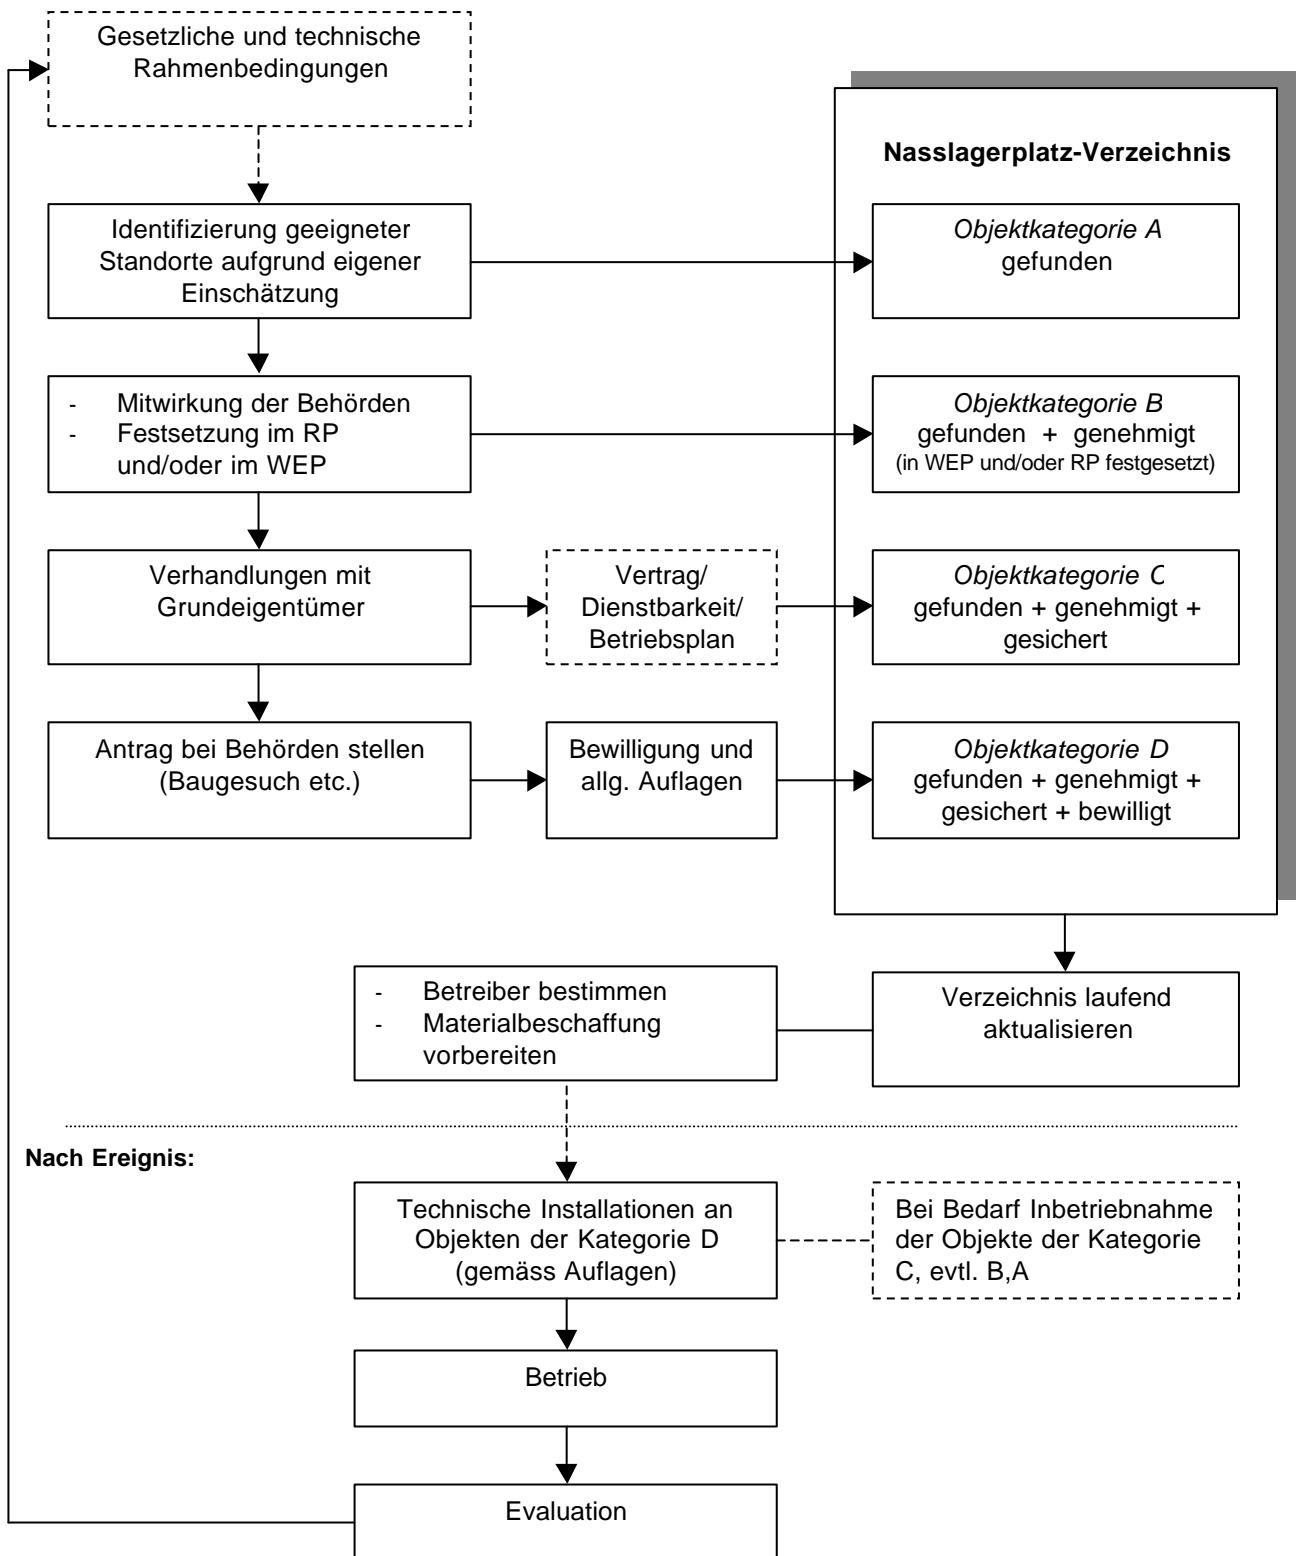 Gesetzliche und technische
Rahmenbedingungen
Nasslagerplatz-Verzeichnis
Identifizierung geeigneter
Standorte aufgrund eigener
Einschätzung
Objektkategorie A
gefunden
- Mitwirkung der Behörden
- Festsetzung im RP
und/oder im WEP
Objektkategorie B
gefunden + genehmigt
(in WEP und/oder RP festgesetzt)
Verhandlungen mit
Grundeigentümer
Vertrag/
Dienstbarkeit/
Betriebsplan
Objektkategorie C
gefunden + genehmigt +
gesichert
Antrag bei Behörden stellen
(Baugesuch etc.)
Bewilligung und
allg. Auflagen
Objektkategorie D
gefunden + genehmigt +
gesichert + bewilligt
- Betreiber bestimmen
- Materialbeschaffung
vorbereiten
Verzeichnis laufend
aktualisieren
Nach Ereignis:
Technische Installationen an
Objekten der Kategorie D
(gemäss Auflagen)
Bei Bedarf Inbetriebnahme
der Objekte der Kategorie
C, evtl. B,A
Betrieb
Evaluation